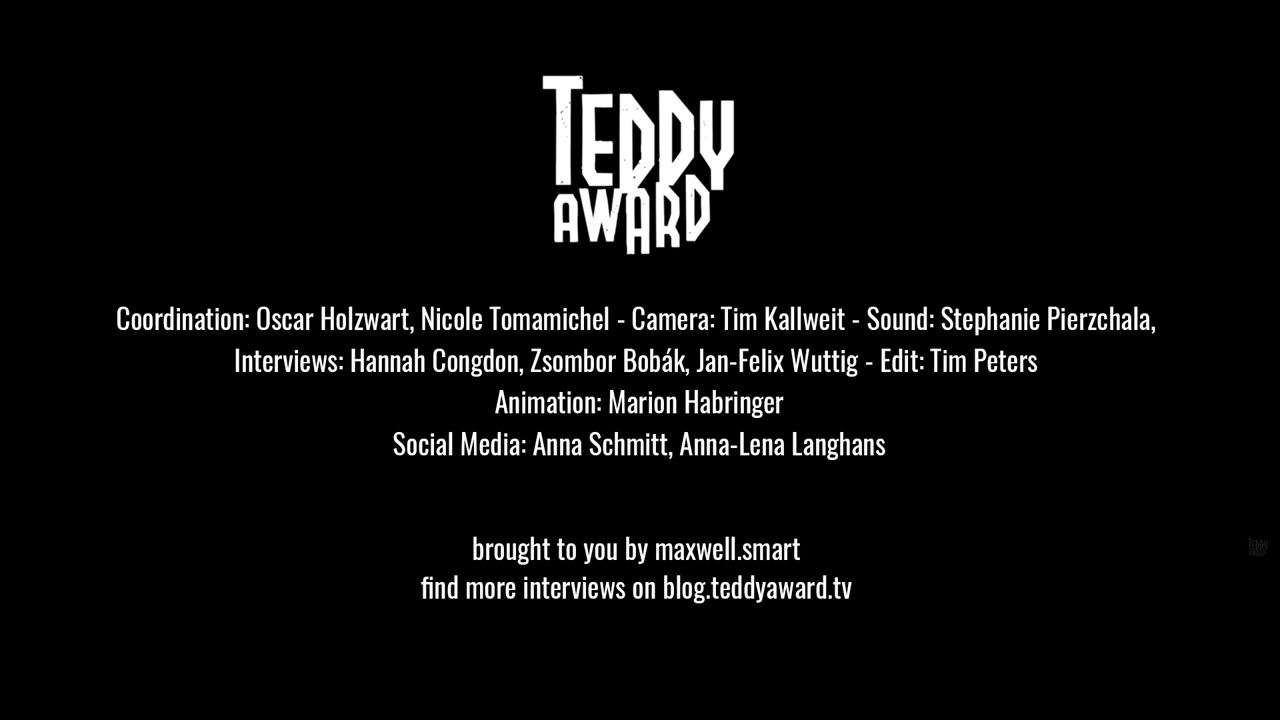 TEDDY
AWARD
Coordination: Oscar Holzwart, Nicole Tomamichel - Camera: Tim Kallweit - Sound: Stephanie Pierzchala,
Interviews: Hannah Congdon, Zsombor Bobák, Jan-Felix Wuttig - Edit: Tim Peters
Animation: Marion Habringer
Social Media: Anna Schmitt, Anna-Lena Langhans
brought to you by maxwell.smart
TEDDY
AWARD
find more interviews on blog.teddyaward.tv